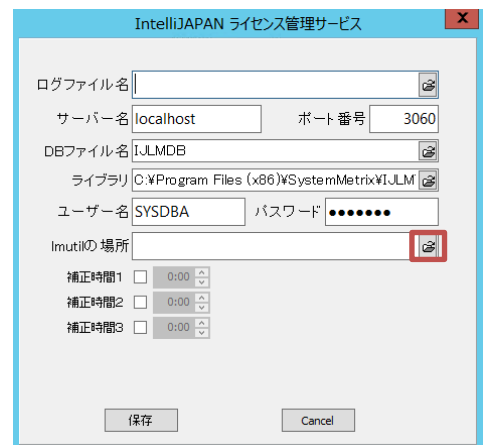 IntelliJAPAN ライセンス管理サービス X
ログファイル名
サーバー名 localhost ポート番号 3060
DBファイル名 IJLMDB
ライブラリ C:¥Program Files (x86)¥SystemMetrix¥IJLM
ユーザー名 SYSDBA パスワード ●●●●●●●
lmutilの場所
補正時間1 0:00
補正時間2 0:00
補正時間3 0:00
保存 Cancel